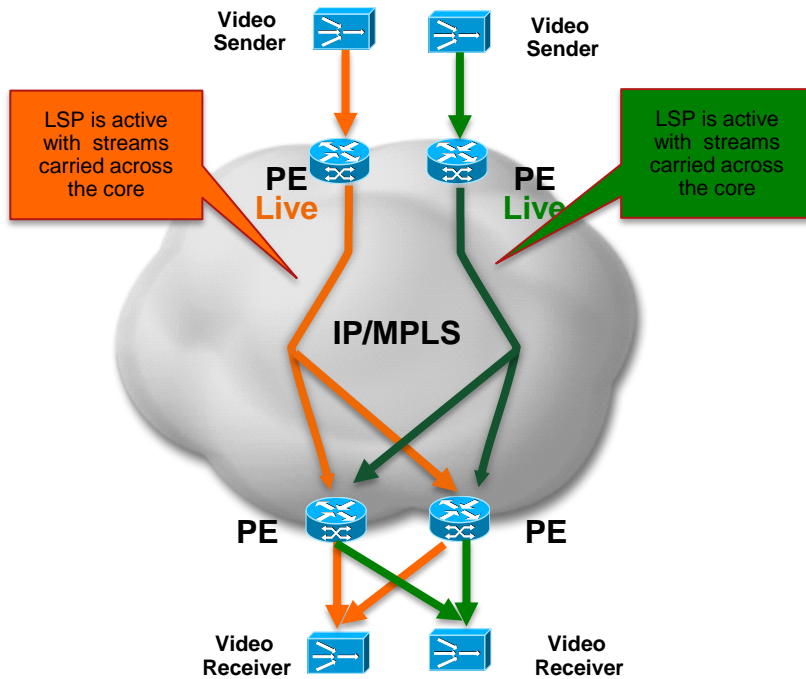 Video
Sender
Video
Sender
LSP is active
with streams
carried across
the core
LSP is active
with streams
carried across
the core
PE
Live
PE
Live
IP/MPLS
PE
PE
Video
Receiver
Video
Receiver